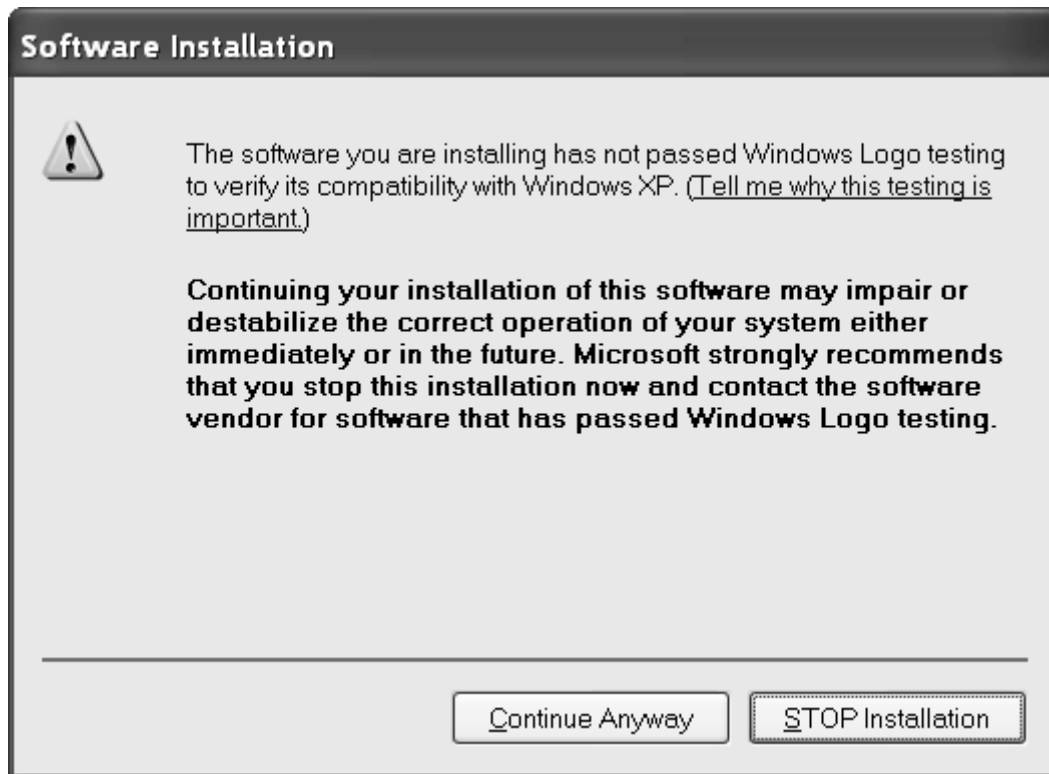 Software Installation
The software you are installing has not passed Windows Logo testing
to verify its compatibility with Windows XP. (Tell me why this testing is
important.)
Continuing your installation of this software may impair or
destabilize the correct operation of your system either
immediately or in the future. Microsoft strongly recommends
that you stop this installation now and contact the software
vendor for software that has passed Windows Logo testing.
Continue Anyway
STOP Installation